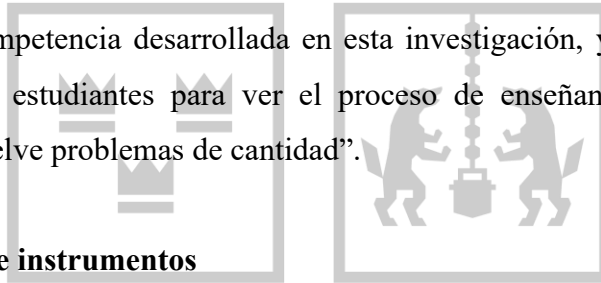 mpetencia desarrollada en esta investigación, y
estudiantes para ver el proceso de enseñan
elve problemas de cantidad”.
e instrumentos